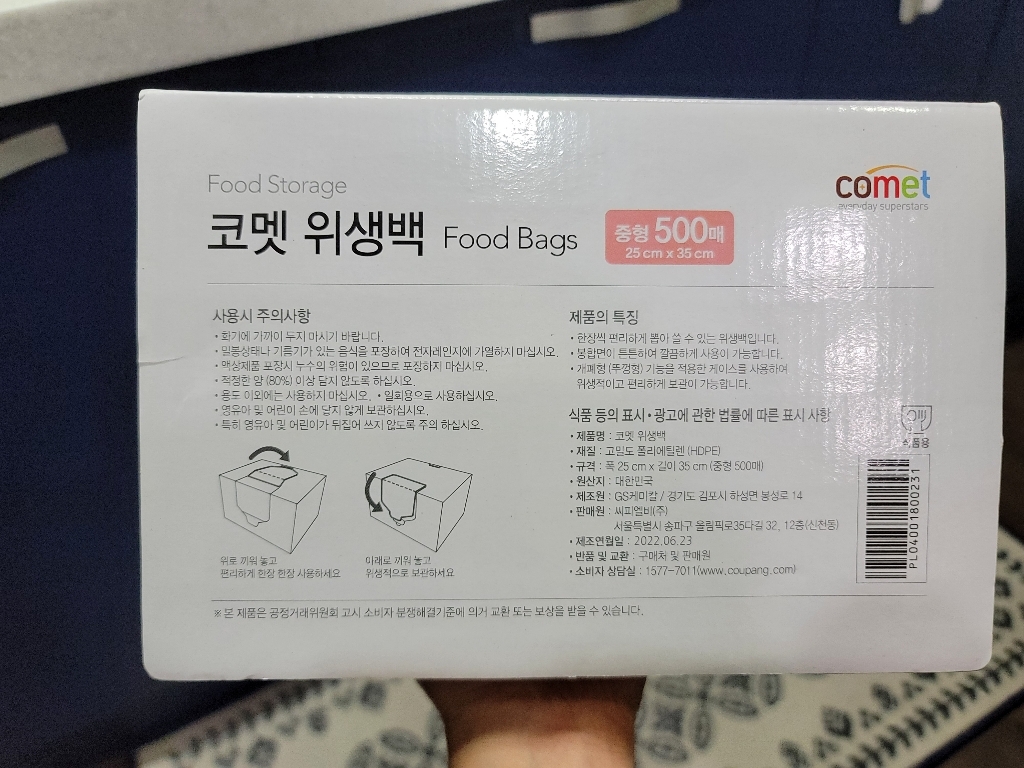 Food Storage
코멧 위생백 Food Bags
중형 500매
25 cm x 35 cm
comet
everyday superstars
사용시 주의사항
• 화기에 가까이 두지 마시기 바랍니다.
• 밀봉상태나 기름기가 있는 음식을 포장하여 전자레인지에 가열하지 마십시오.
• 액상제품 포장시 누수의 위험이 있으므로 포장하지 마십시오.
• 적정한 양 (80%) 이상 담지 않도록 하십시오.
• 용도 이외에는 사용하지 마십시오. • 일회용으로 사용하십시오.
• 영유아 및 어린이 손에 닿지 않게 보관하십시오.
• 특히 영유아 및 어린이가 뒤집어 쓰지 않도록 주의 하십시오.
위로 끼워 놓고
편리하게 한장 한장 사용하세요
아래로 끼워 놓고
위생적으로 보관하세요
제품의 특징
• 한장씩 편리하게 뽑아 쓸 수 있는 위생백입니다.
• 봉합면이 튼튼하여 깔끔하게 사용이 가능합니다.
• 개폐형 (뚜껑형) 기능을 적용한 케이스를 사용하여
위생적이고 편리하게 보관이 가능합니다.
식품 등의 표시 • 광고에 관한 법률에 따른 표시 사항
• 제품명 : 코멧 위생백
• 재질 : 고밀도 폴리에틸렌 (HDPE)
• 규격 : 폭 25 cm x 길이 35 cm (중형 500매)
• 원산지 : 대한민국
• 제조원 : GS케미칼 / 경기도 김포시 하성면 봉성로 14
• 판매원 : 씨피엘비(주)
서울특별시 송파구 올림픽로35다길 32, 12층(신천동)
• 제조연월일 : 2022.06.23
• 반품 및 교환 : 구매처 및 판매원
• 소비자 상담실 : 1577-7011(www.coupang.com)
식품용
PL04001800231
※ 본 제품은 공정거래위원회 고시 소비자 분쟁해결기준에 의거 교환 또는 보상을 받을 수 있습니다.